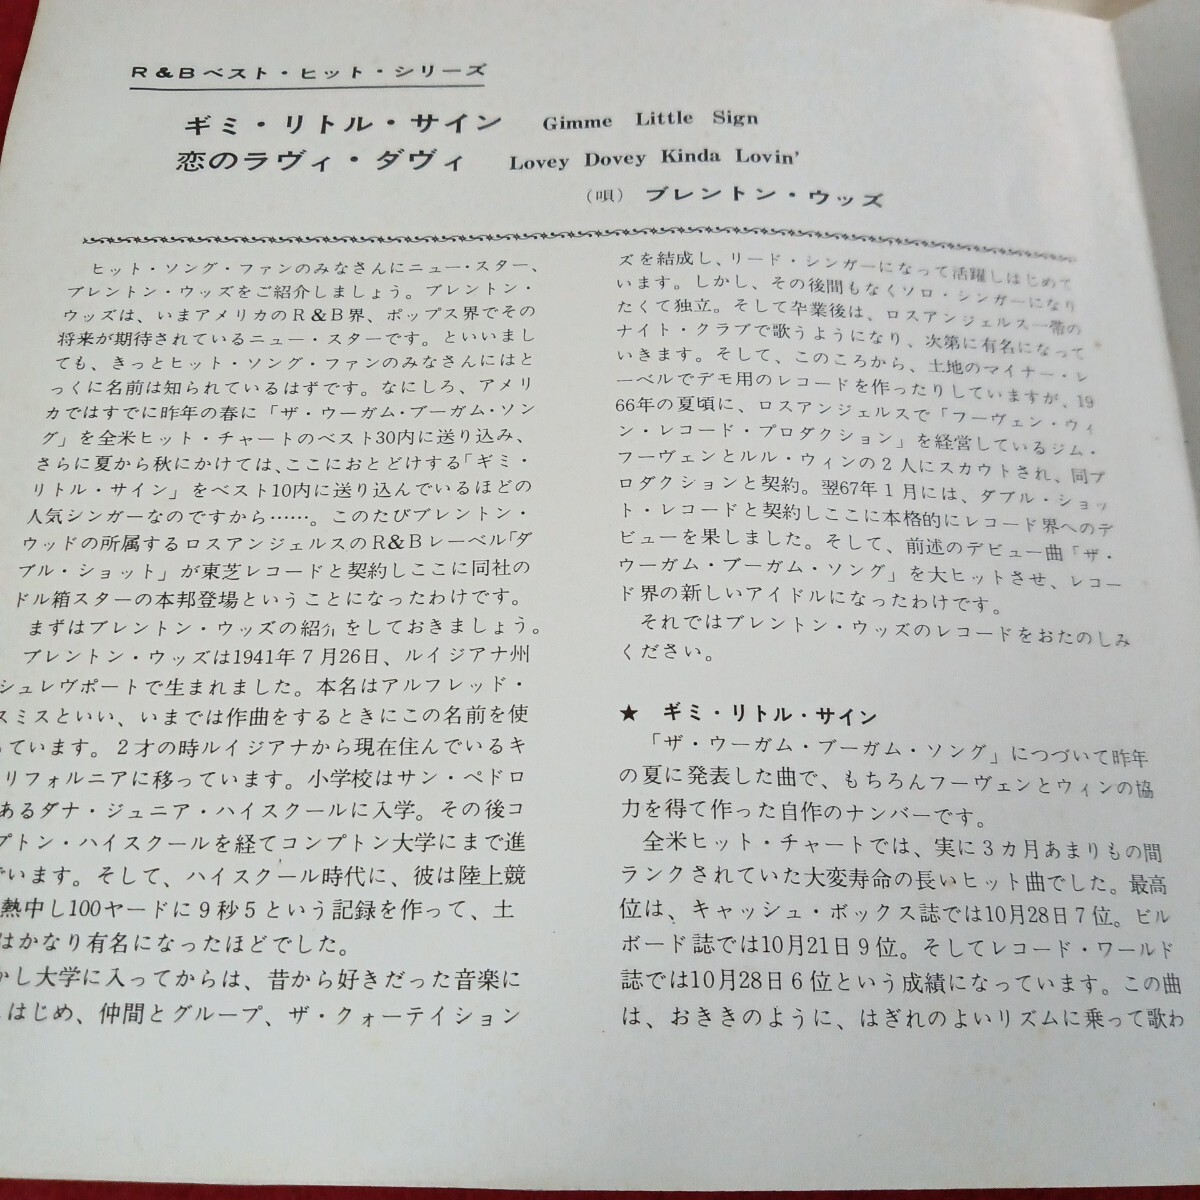 R&Bベスト・ヒット・シリーズ
ギミ・リトル・サイン Gimme Little Sign
恋のラヴィ・ダヴィ Lovey Dovey Kinda Lovin'
(唄) ブレントン・ウッズ
ヒット・ソング・ファンのみなさんにニュー・スター、
ブレントン・ウッズをご紹介しましょう。ブレントン・
ウッズは、いまアメリカのR&B界、ポップス界でその
将来が期待されているニュー・スターです。といいまし
ても、きっとヒット・ソング・ファンのみなさんにはと
っくに名前は知られているはずです。なにしろ、アメリ
カではすでに昨年の春に「ザ・ウーガム・ブーガム・ソン
グ」を全米ヒット・チャートのベスト30内に送り込み、
さらに夏から秋にかけては、ここにおとどけする「ギミ・
リトル・サイン」をベスト10内に送り込んでいるほどの
人気シンガーなのですから……。このたびブレントン・
ウッドの所属するロスアンジェルスのR&Bレーベル「ダ
ブル・ショット」が東芝レコードと契約しここに同社の
ドル箱スターの本邦登場ということになったわけです。
まずはブレントン・ウッズの紹介をしておきましょう。
ブレントン・ウッズは1941年7月26日、ルイジアナ州
シュレヴポートで生まれました。本名はアルフレッド・
スミスといい、いまでは作曲をするときにこの名前を使
っています。2才の時ルイジアナから現在住んでいるキ
リフォルニアに移っています。小学校はサン・ペドロ
あるダナ・ジュニア・ハイスクールに入学。その後コ
プトン・ハイスクールを経てコンプトン大学にまで進
でいます。そして、ハイスクール時代に、彼は陸上競
熱中し100ヤードに9秒5という記録を作って、土
はかなり有名になったほどでした。
かし大学に入ってからは、昔から好きだった音楽に
はじめ、仲間とグループ、ザ・クォーテイション
ズを結成し、リード・シンガーになって活躍しはじめて
います。しかし、その後間もなくソロ・シンガーになり
たくて独立。そして卒業後は、ロスアンジェルス一帯の
ナイト・クラブで歌うようになり、次第に有名になって
いきます。そして、このころから、土地のマイナー・レ
ーベルでデモ用のレコードを作ったりしていますが、19
66年の夏頃に、ロスアンジェルスで「フーヴェン・ウィ
ン・レコード・プロダクション」を経営しているジム・
フーヴェンとルル・ウィンの2人にスカウトされ、同プ
ロダクションと契約。翌67年1月には、ダブル・ショッ
ト・レコードと契約しここに本格的にレコード界へのデ
ビューを果しました。そして、前述のデビュー曲「ザ・
ウーガム・ブーガム・ソング」を大ヒットさせ、レコー
ド界の新しいアイドルになったわけです。
それではブレントン・ウッズのレコードをおたのしみ
ください。
★ ギミ・リトル・サイン
「ザ・ウーガム・ブーガム・ソング」につづいて昨年
の夏に発表した曲で、もちろんフーヴェンとウィンの協
力を得て作った自作のナンバーです。
全米ヒット・チャートでは、実に3カ月あまりもの間
ランクされていた大変寿命の長いヒット曲でした。最高
位は、キャッシュ・ボックス誌では10月28日7位。ビル
ボード誌では10月21日9位。そしてレコード・ワールド
誌では10月28日6位という成績になっています。この曲
は、おききのように、はぎれのよいリズムに乗って歌わ